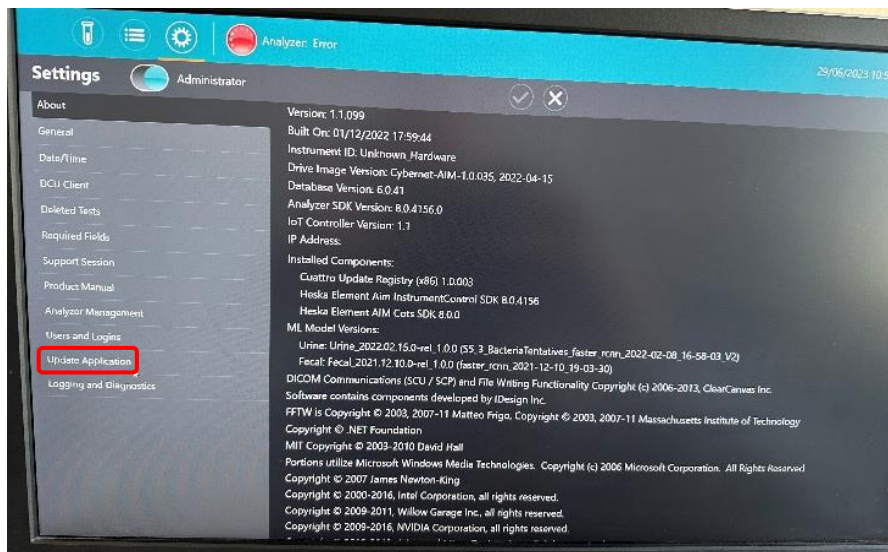 Analyzer: Error
29/06/2023 10:5
Settings
Administrator
About
General
Date/Time
DCU Client
Deleted Tests
Required Fields
Support Session
Product Manual
Analyzer Management
Users and Logins
Update Application
Logging and Diagnostics
Version: 1.1.099
Built On: 01/12/2022 17:59:44
Instrument ID: Unknown_Hardware
Drive Image Version: Cybernet-AIM-1.0.035, 2022-04-15
Database Version: 6.0.41
Analyzer SDK Version: 8.0.4156.0
IoT Controller Version: 1.1
IP Address:
Installed Components:
Cuattro Update Registry (x86) 1.0.003
Heska Element Aim InstrumentControl SDK 8.0.4156
Heska Element AIM Cots SDK 8.0.0
ML Model Versions:
Urine: Urine_2022.02.15.0-rel_1.0.0 (S5_3_BacteriaTentatives_faster_rcnn_2022-02-08_16-58-03_V2)
Fecal: Fecal_2021.12.10.0-rel_1.0.0 (faster_rcnn_2021-12-10_19-03-30)
DICOM Communications (SCU / SCP) and File Writing Functionality Copyright (c) 2006-2013, ClearCanvas Inc.
Software contains components developed by IDesign Inc.
FFTW is Copyright © 2003, 2007-11 Matteo Frigo, Copyright © 2003, 2007-11 Massachusetts Institute of Technology
Copyright © .NET Foundation
MIT Copyright © 2003-2010 David Hall
Portions utilize Microsoft Windows Media Technologies. Copyright (c) 2006 Microsoft Corporation. All Rights Reserved
Copyright © 2007 James Newton-King
Copyright © 2000-2016, Intel Corporation, all rights reserved.
Copyright © 2009-2011, Willow Garage Inc., all rights reserved.
Copyright © 2009-2016, NVIDIA Corporation, all rights reserved.